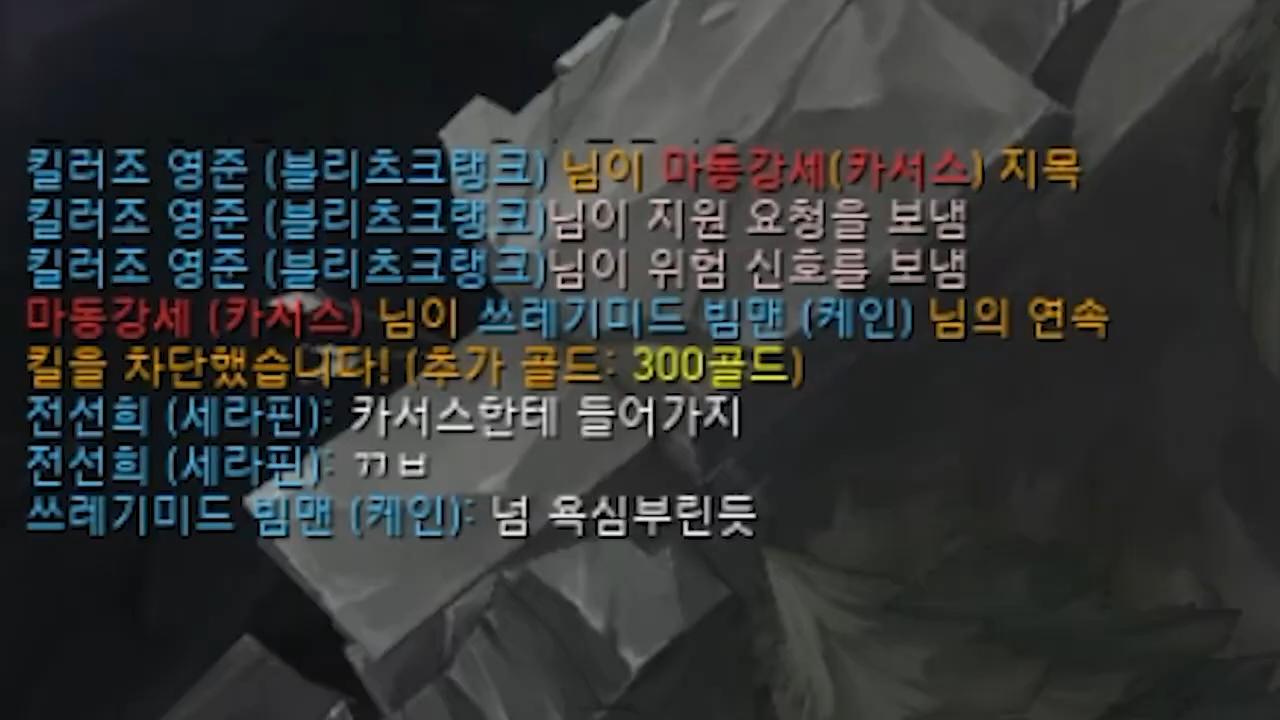 킬러조 영준 (블리츠크랭크) 님이 마동강세(카서스) 지목
킬러조 영준 (블리츠크랭크)님이 지원 요청을 보냄
킬러조 영준 (블리츠크랭크)님이 위험 신호를 보냄
마동강세 (카서스) 님이 쓰레기미드 빔맨 (케인) 님의 연속
킬을 차단했습니다! (추가 골드: 300골드)
전선희 (세라핀): 카서스한테 들어가지
전선희 (세라핀): ㄲㅂ
쓰레기미드 빔맨 (케인): 넘 욕심부린듯